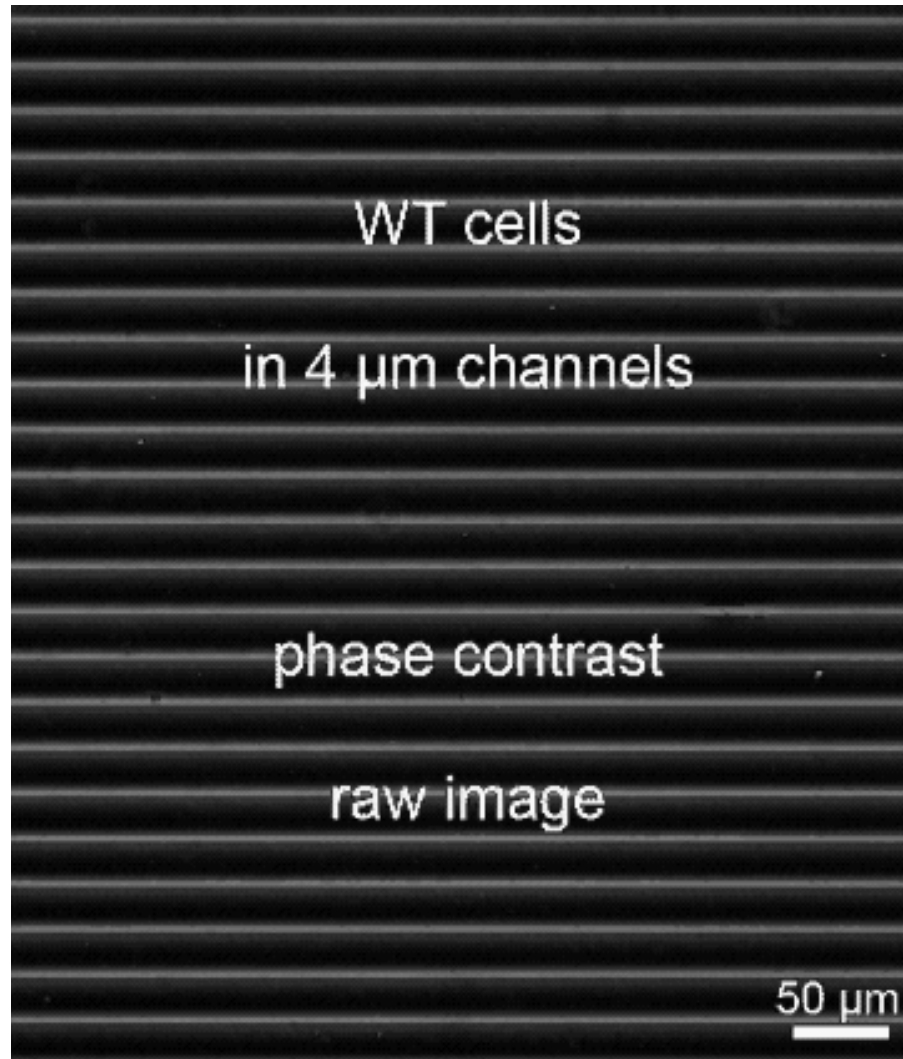 WT cells
in 4 µm channels
phase contrast
raw image
50 µm